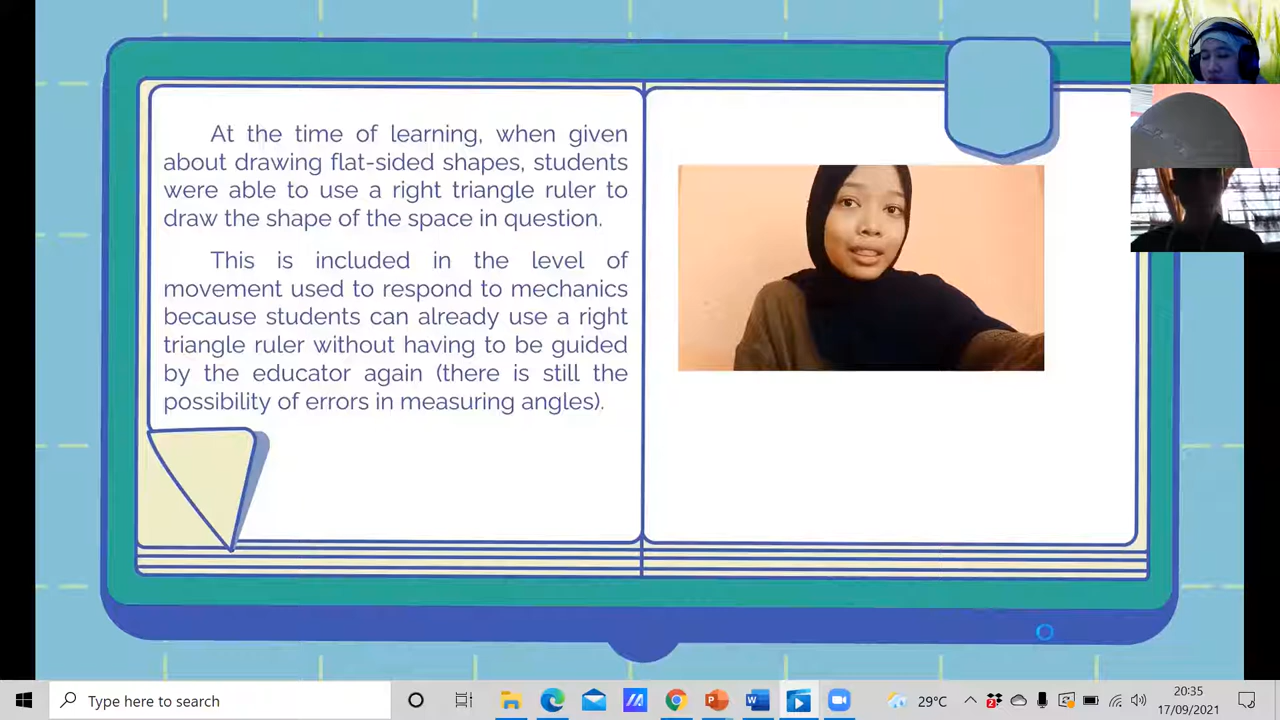 At the time of learning, when given
about drawing flat-sided shapes, students
were able to use a right triangle ruler to
draw the shape of the space in question.
This is included in the level of
movement used to respond to mechanics
because students can already use a right
triangle ruler without having to be guided
by the educator again (there is still the
possibility of errors in measuring angles).
Type here to search
29°C
2
20:35
17/09/2021